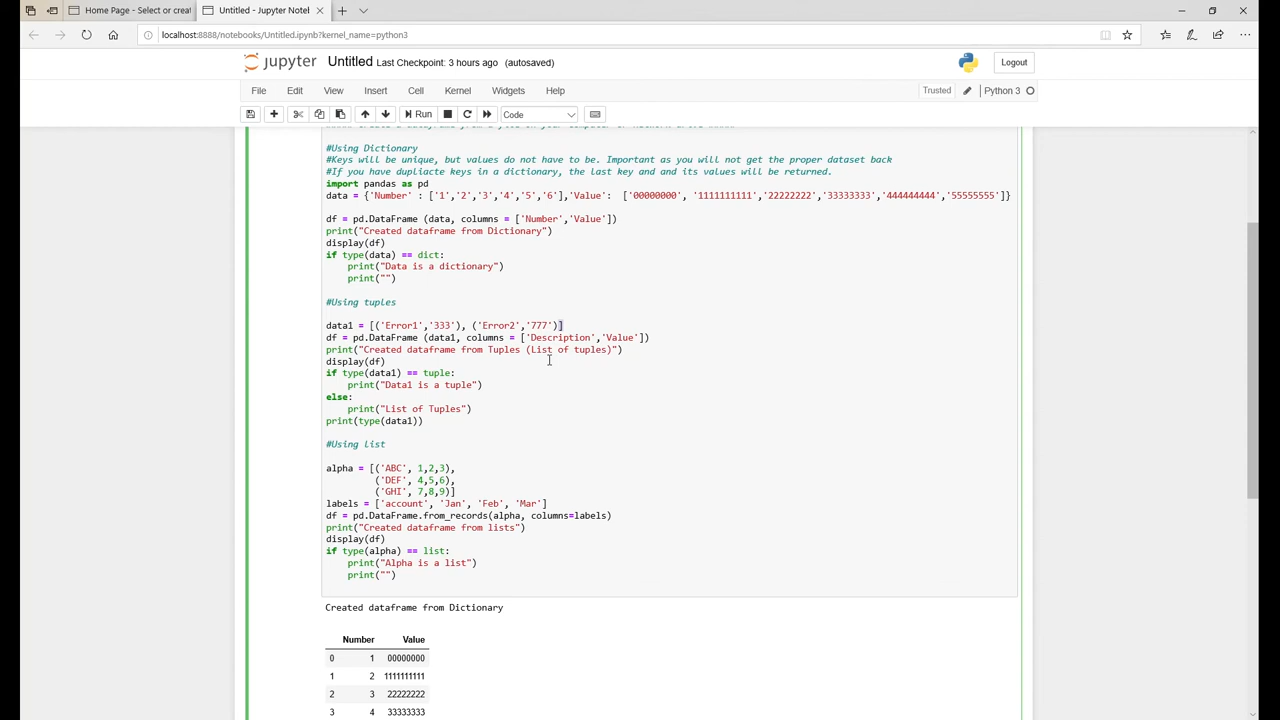 Home Page - Select or creat
Untitled - Jupyter Notebo
localhost:8888/notebooks/Untitled.ipynb?kernel_name=python3
jupyter Untitled Last Checkpoint: 3 hours ago (autosaved)
Logout
File Edit View Insert Cell Kernel Widgets Help
Trusted Python 3
Run Code
#Using Dictionary
#Keys will be unique, but values do not have to be. Important as you will not get the proper dataset back
#If you have dupliacte keys in a dictionary, the last key and and its values will be returned.
import pandas as pd
data = {'Number' : ['1','2','3','4','5','6'],'Value': ['00000000', '1111111111','22222222','33333333','444444444','55555555']}
df = pd.DataFrame (data, columns = ['Number','Value'])
print("Created dataframe from Dictionary")
display(df)
if type(data) == dict:
print("Data is a dictionary")
print("")
#Using tuples
data1 = [('Error1','333'), ('Error2','777')]
df = pd.DataFrame (data1, columns = ['Description','Value'])
print("Created dataframe from Tuples (List of tuples)")
display(df)
if type(data1) == tuple:
print("Data1 is a tuple")
else:
print("List of Tuples")
print(type(data1))
#Using list
alpha = [('ABC', 1,2,3),
('DEF', 4,5,6),
('GHI', 7,8,9)]
labels = ['account', 'Jan', 'Feb', 'Mar']
df = pd.DataFrame.from_records(alpha, columns=labels)
print("Created dataframe from lists")
display(df)
if type(alpha) == list:
print("Alpha is a list")
print("")
Created dataframe from Dictionary
Number Value
0 1 00000000
1 2 1111111111
2 3 22222222
3 4 33333333